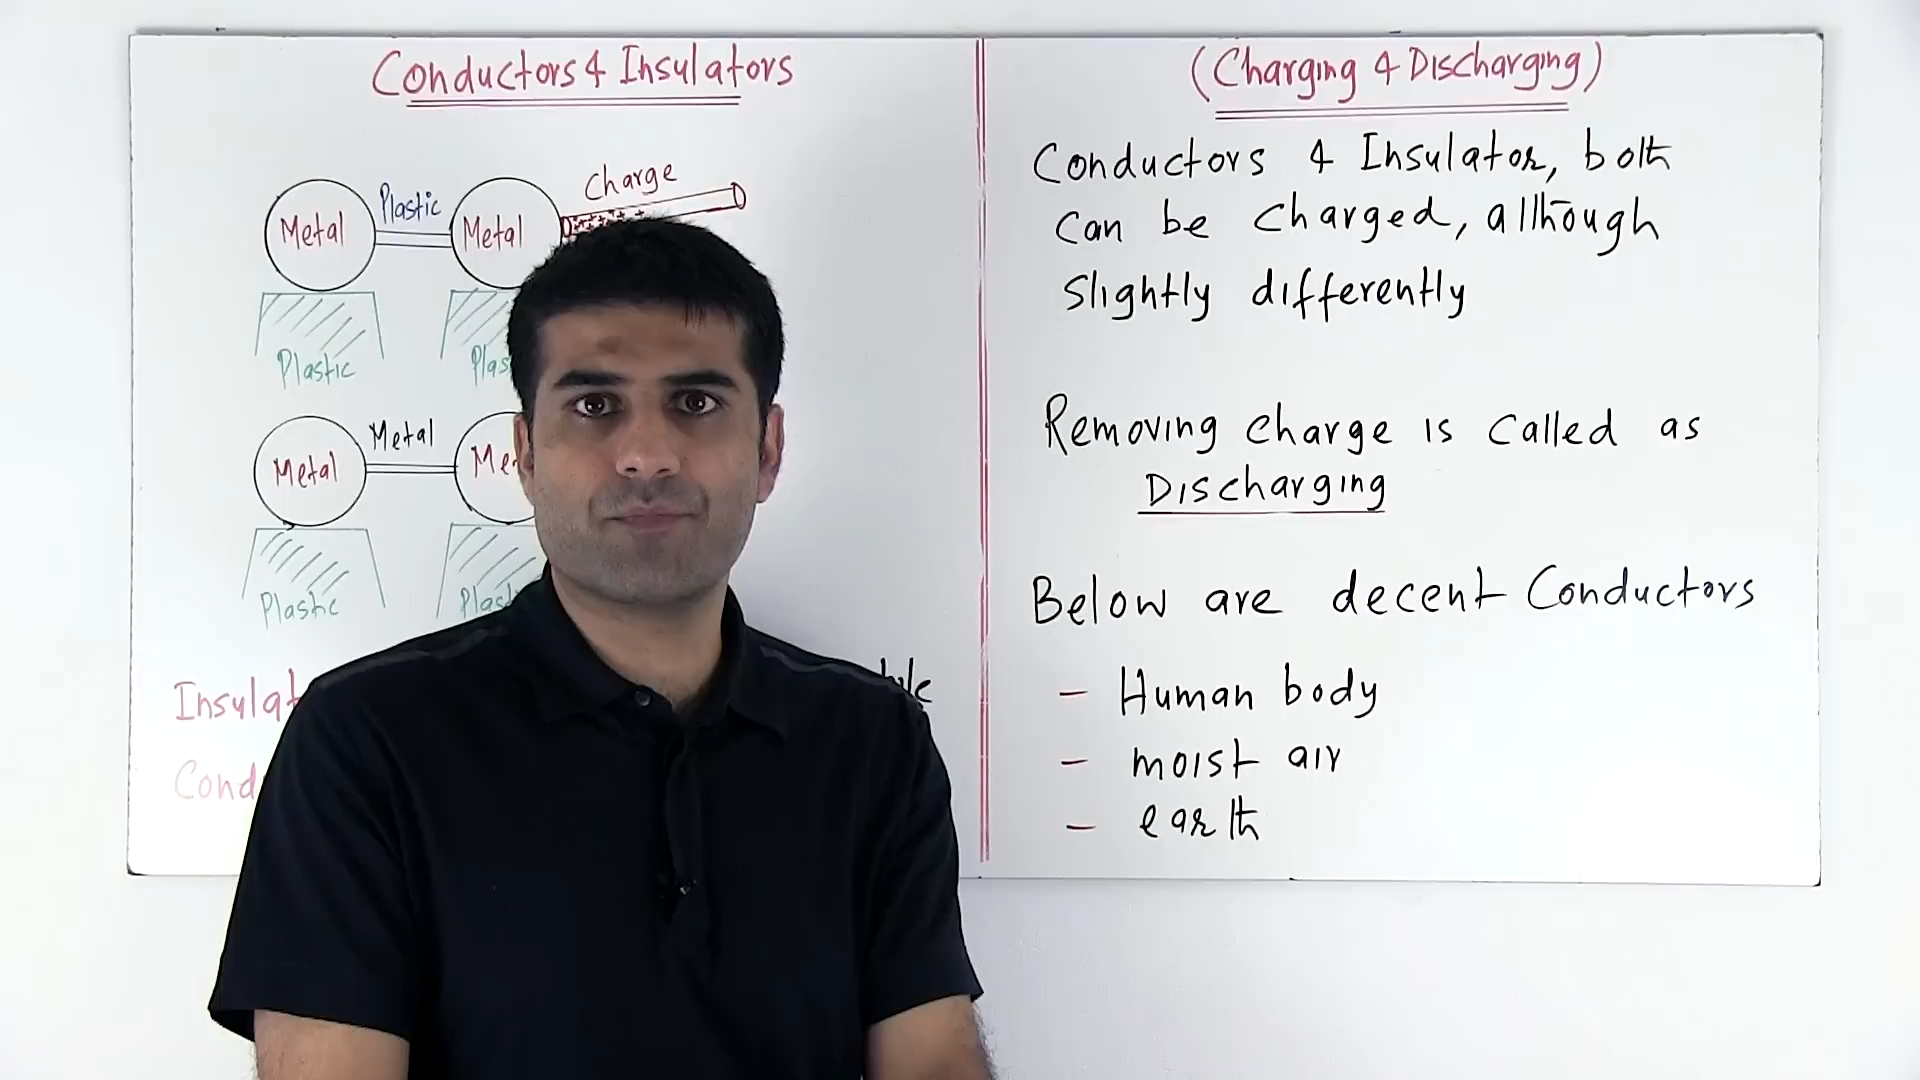 Conductors & Insulators
Charge
Plastic
Metal
Metal
Plastic
Metal
Metal
Plastic
Plastic
(Charging & Discharging)
Conductors & Insulator, both
can be charged, although
slightly differently
Removing charge is called as
Discharging
Below are decent Conductors
- Human body
- moist air
- earth